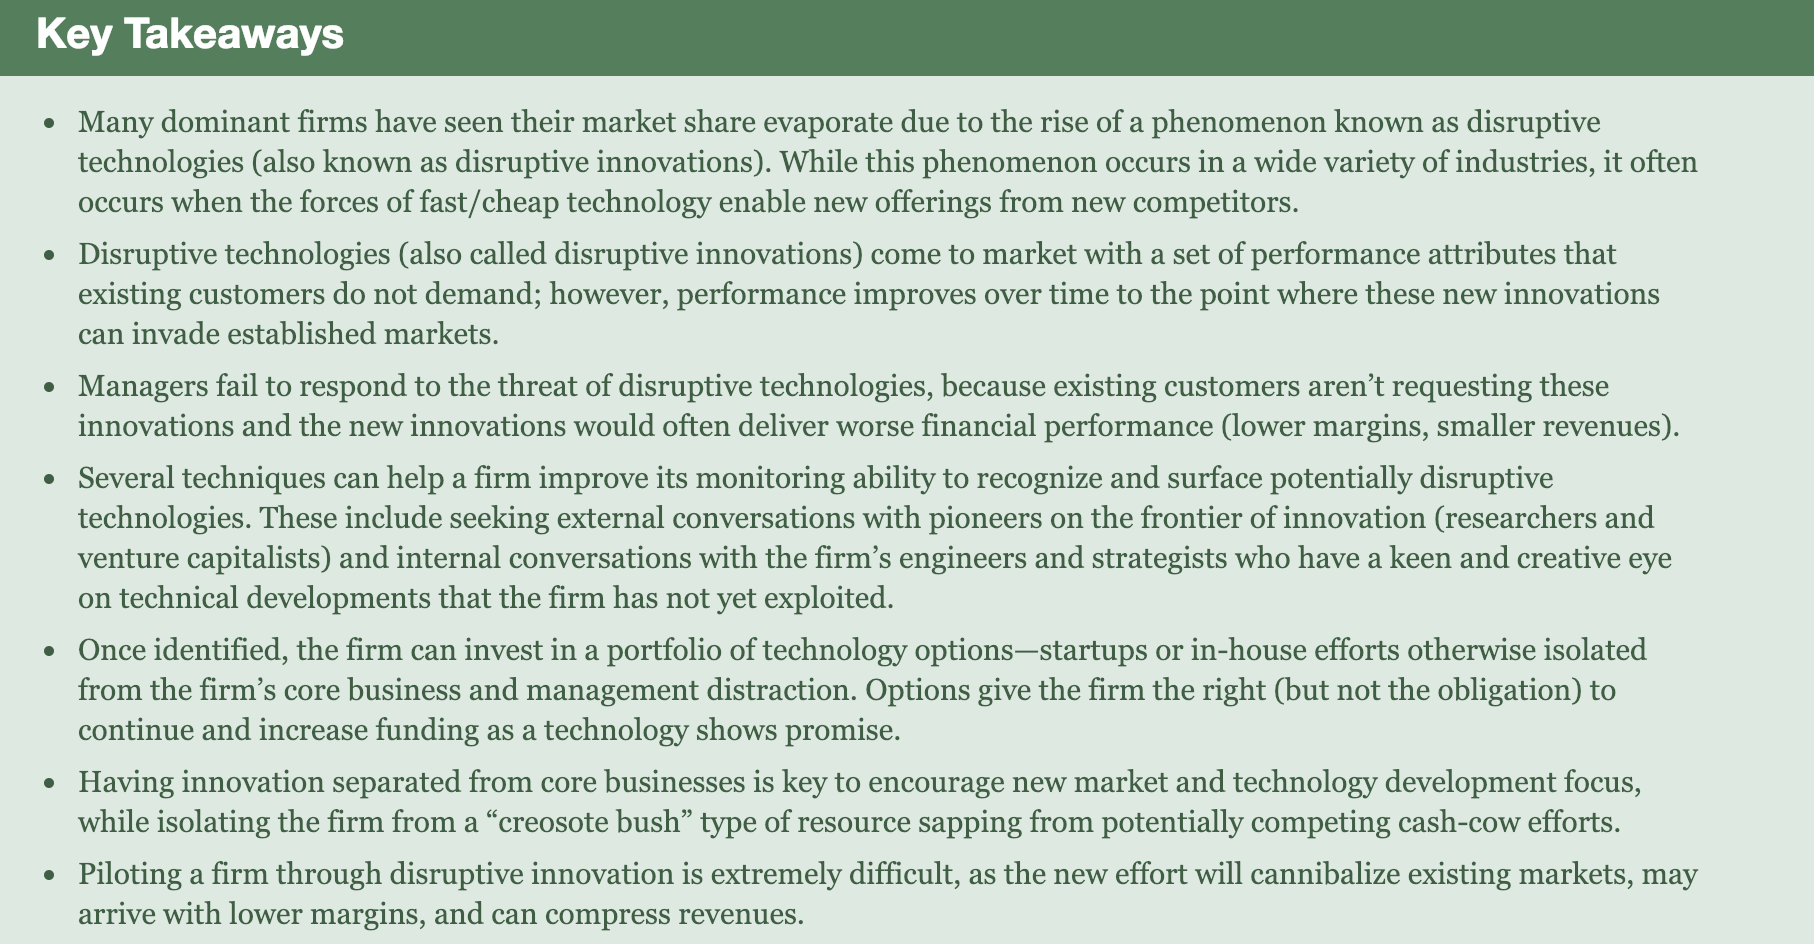 Key Takeaways
• Many dominant firms have seen their market share evaporate due to the rise of a phenomenon known as disruptive
technologies (also known as disruptive innovations). While this phenomenon occurs in a wide variety of industries, it often
occurs when the forces of fast/cheap technology enable new offerings from new competitors.
• Disruptive technologies (also called disruptive innovations) come to market with a set of performance attributes that
existing customers do not demand; however, performance improves over time to the point where these new innovations
can invade established markets.
• Managers fail to respond to the threat of disruptive technologies, because existing customers aren’t requesting these
innovations and the new innovations would often deliver worse financial performance (lower margins, smaller revenues).
• Several techniques can help a firm improve its monitoring ability to recognize and surface potentially disruptive
technologies. These include seeking external conversations with pioneers on the frontier of innovation (researchers and
venture capitalists) and internal conversations with the firm’s engineers and strategists who have a keen and creative eye
on technical developments that the firm has not yet exploited.
• Once identified, the firm can invest in a portfolio of technology options—startups or in-house efforts otherwise isolated
from the firm’s core business and management distraction. Options give the firm the right (but not the obligation) to
continue and increase funding as a technology shows promise.
• Having innovation separated from core businesses is key to encourage new market and technology development focus,
while isolating the firm from a “creosote bush” type of resource sapping from potentially competing cash-cow efforts.
• Piloting a firm through disruptive innovation is extremely difficult, as the new effort will cannibalize existing markets, may
arrive with lower margins, and can compress revenues.